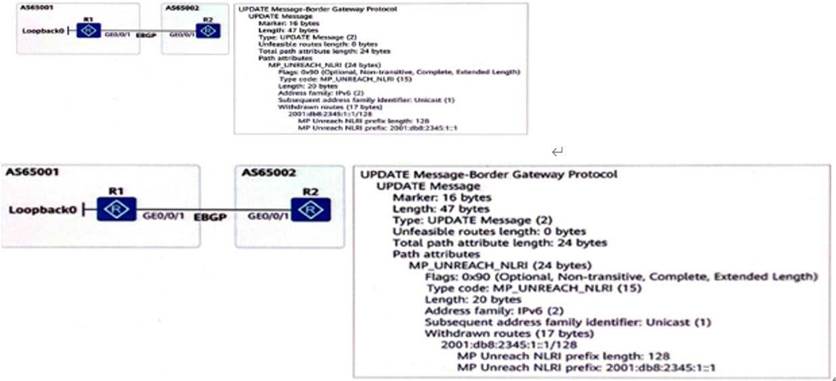 AS65001
AS65002
R1
R2
Loopback0
GE0/0/1
EBGP
GE0/0/1
UPDATE Message-Border Gateway Protocol
UPDATE Message
Marker: 16 bytes
Length: 47 bytes
Type: UPDATE Message (2)
Unfeasible routes length: 0 bytes
Total path attribute length: 24 bytes
Path attributes
MP_UNREACH_NLRI (24 bytes)
Flags: 0x90 (Optional, Non-transitive, Complete, Extended Length)
Type code: MP_UNREACH_NLRI (15)
Length: 20 bytes
Address family: IPv6 (2)
Subsequent address family identifier: Unicast (1)
Withdrawn routes (17 bytes)
2001:db8:2345:1::1/128
MP Unreach NLRI prefix length: 128
MP Unreach NLRI prefix: 2001:db8:2345:1::1
AS65001
AS65002
R1
R2
Loopback0
GE0/0/1
EBGP
GE0/0/1
UPDATE Message-Border Gateway Protocol
UPDATE Message
Marker: 16 bytes
Length: 47 bytes
Type: UPDATE Message (2)
Unfeasible routes length: 0 bytes
Total path attribute length: 24 bytes
Path attributes
MP_UNREACH_NLRI (24 bytes)
Flags: 0x90 (Optional, Non-transitive, Complete, Extended Length)
Type code: MP_UNREACH_NLRI (15)
Length: 20 bytes
Address family: IPv6 (2)
Subsequent address family identifier: Unicast (1)
Withdrawn routes (17 bytes)
2001:db8:2345:1::1/128
MP Unreach NLRI prefix length: 128
MP Unreach NLRI prefix: 2001:db8:2345:1::1